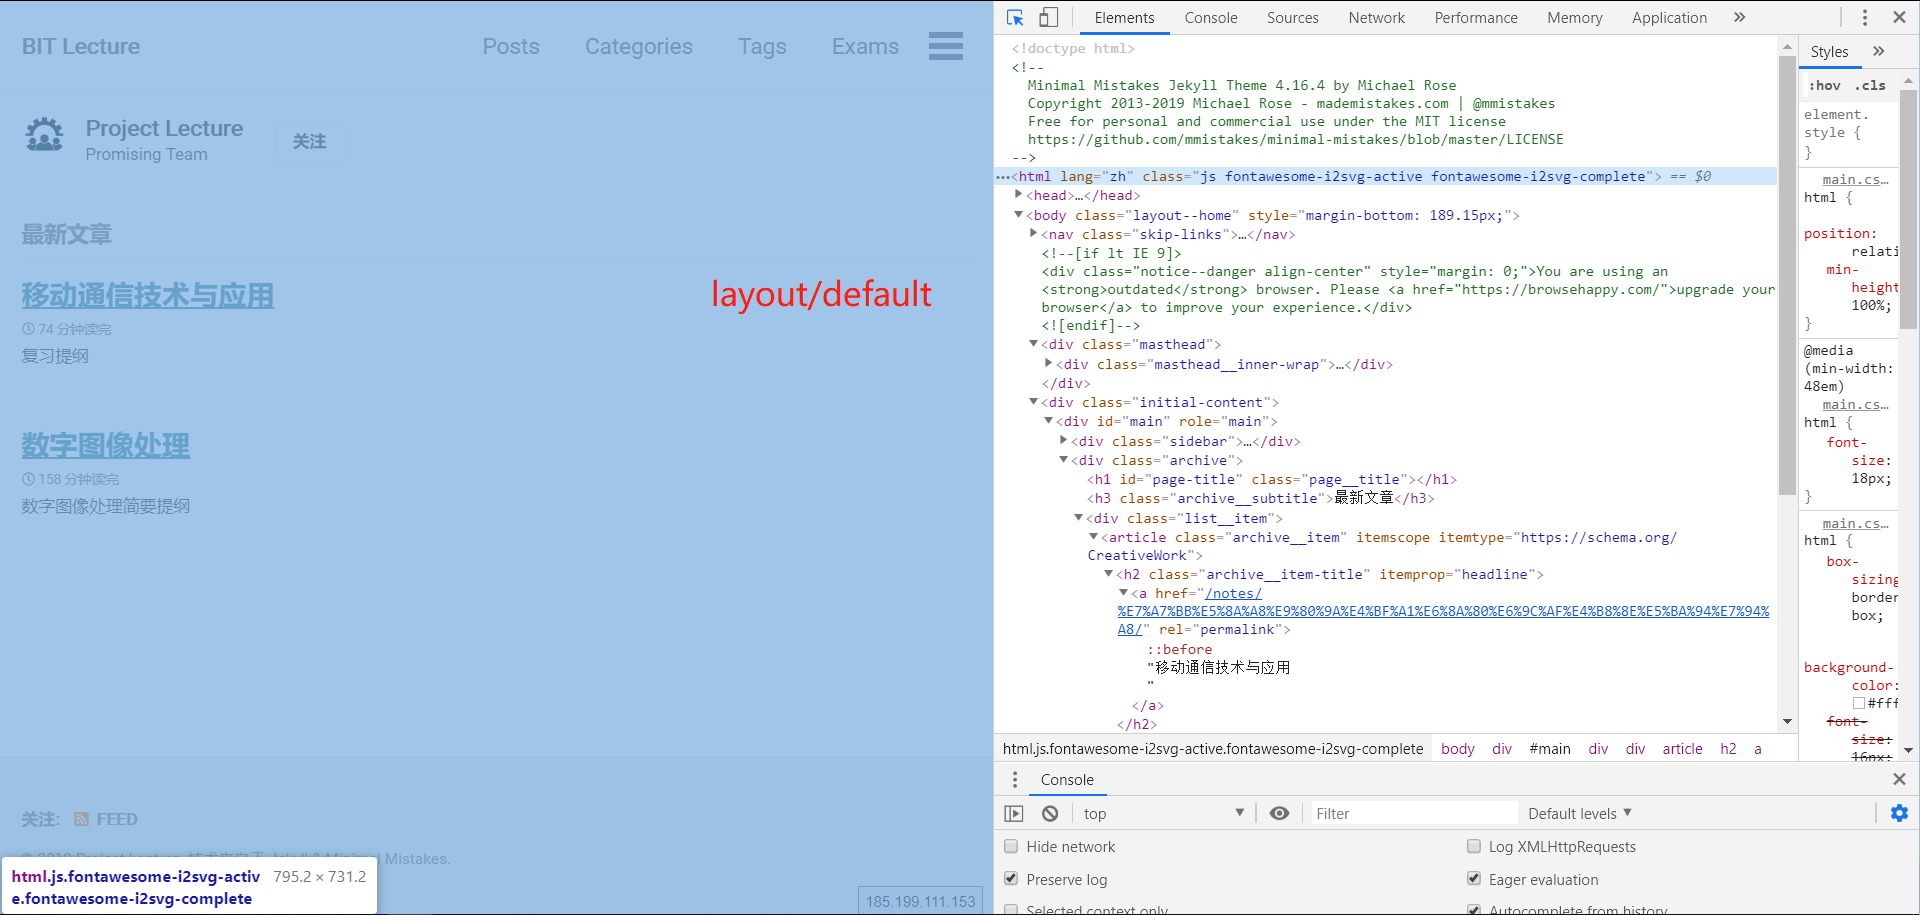 BIT Lecture
Posts
Categories
Tags
Exams
Project Lecture
Promising Team
关注
最新文章
移动通信技术与应用
74 分钟读完
复习提纲
数字图像处理
158 分钟读完
数字图像处理简要提纲
layout/default
关注:
FEED
Mistakes.
html.js.fontawesome-i2svg-activ
e.fontawesome-i2svg-complete
795.2 × 731.2
185.199.111.153
Elements
Console
Sources
Network
Performance
Memory
Application
»
<!doctype html>
<!--
Minimal Mistakes Jekyll Theme 4.16.4 by Michael Rose
Copyright 2013-2019 Michael Rose - mademistakes.com | @mmistakes
Free for personal and commercial use under the MIT license
https://github.com/mmistakes/minimal-mistakes/blob/master/LICENSE
-->
…<html lang="zh" class="js fontawesome-i2svg-active fontawesome-i2svg-complete"> == $0
<head>…</head>
<body class="layout--home" style="margin-bottom: 189.15px;">
<nav class="skip-links">…</nav>
<!--[if lt IE 9]>
<div class="notice--danger align-center" style="margin: 0;">You are using an
<strong>outdated</strong> browser. Please <a href="https://browsehappy.com/">upgrade your
browser</a> to improve your experience.</div>
<![endif]-->
<div class="masthead">
<div class="masthead__inner-wrap">…</div>
</div>
<div class="initial-content">
<div id="main" role="main">
<div class="sidebar">…</div>
<div class="archive">
<h1 id="page-title" class="page__title"></h1>
<h3 class="archive__subtitle">最新文章</h3>
<div class="list__item">
<article class="archive__item" itemscope itemtype="https://schema.org/
CreativeWork">
<h2 class="archive__item-title" itemprop="headline">
<a href="/notes/
%E7%A7%BB%E5%8A%A8%E9%80%9A%E4%BF%A1%E6%8A%80%E6%9C%AF%E4%B8%8E%E5%BA%94%E7%94%
A8/" rel="permalink">
::before
"移动通信技术与应用
"
</a>
</h2>
html.js.fontawesome-i2svg-active.fontawesome-i2svg-complete
body
div
#main
div
div
article
h2
a
Styles
»
:hov
.cls
element.
style {
}
main.cs…
html {
position:
relati
min-
height
100%;
}
@media
(min-width:
48em)
main.cs…
html {
font-
size:
18px;
}
main.cs…
html {
box-
sizing
border
box;
background-
color:
#fff
font-
size:
16px;
Console
top
Filter
Default levels
Hide network
Log XMLHttpRequests
Preserve log
Eager evaluation
Selected context only
Autocomplete from history